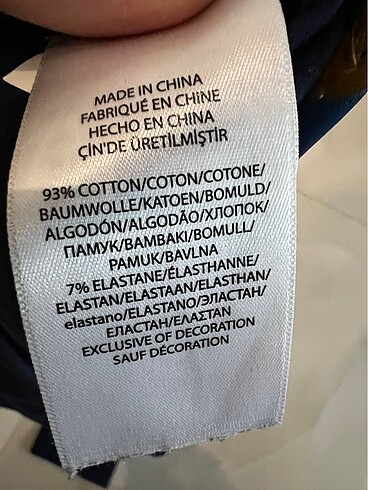 MADE IN CHINA
FABRIQUÉ EN CHINE
HECHO EN CHINA
ÇİN'DE ÜRETİLMİŞTİR
93% COTTON/COTON/COTONE/
BAUMWOLLE/KATOEN/BOMULD/
ALGODÓN/ALGODÃO/ХЛОПОК/
ПАМУК/ΒΑΜΒΑΚΙ/BOMULL/
PAMUK/BAVLNA
7% ELASTANE/ÉLASTHANNE/
ELASTAN/ELASTAAN/ELASTHAN/
elastano/ELASTANO/ЭЛАСТАН/
ЕЛАСТАН/ΕΛΑΣΤΑΝ
EXCLUSIVE OF DECORATION
SAUF DÉCORATION